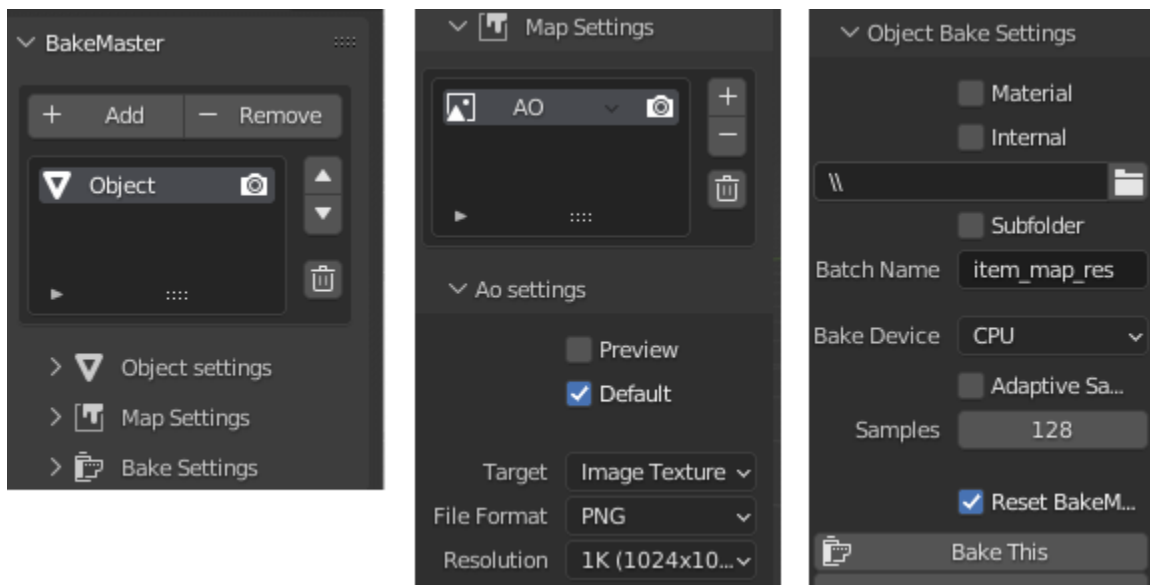 BakeMaster
+ Add − Remove
Object
Object settings
Map Settings
Bake Settings
Map Settings
AO
Ao settings
Preview
Default
Target Image Texture
File Format PNG
Resolution 1K (1024x10...
Object Bake Settings
Material
Internal
\\
Subfolder
Batch Name item_map_res
Bake Device CPU
Adaptive Sa...
Samples 128
Reset BakeM...
Bake This